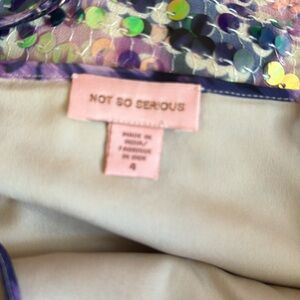 NOT SO SERIOUS
MADE IN
INDIA/
FABRIQUE
EN INDE
4